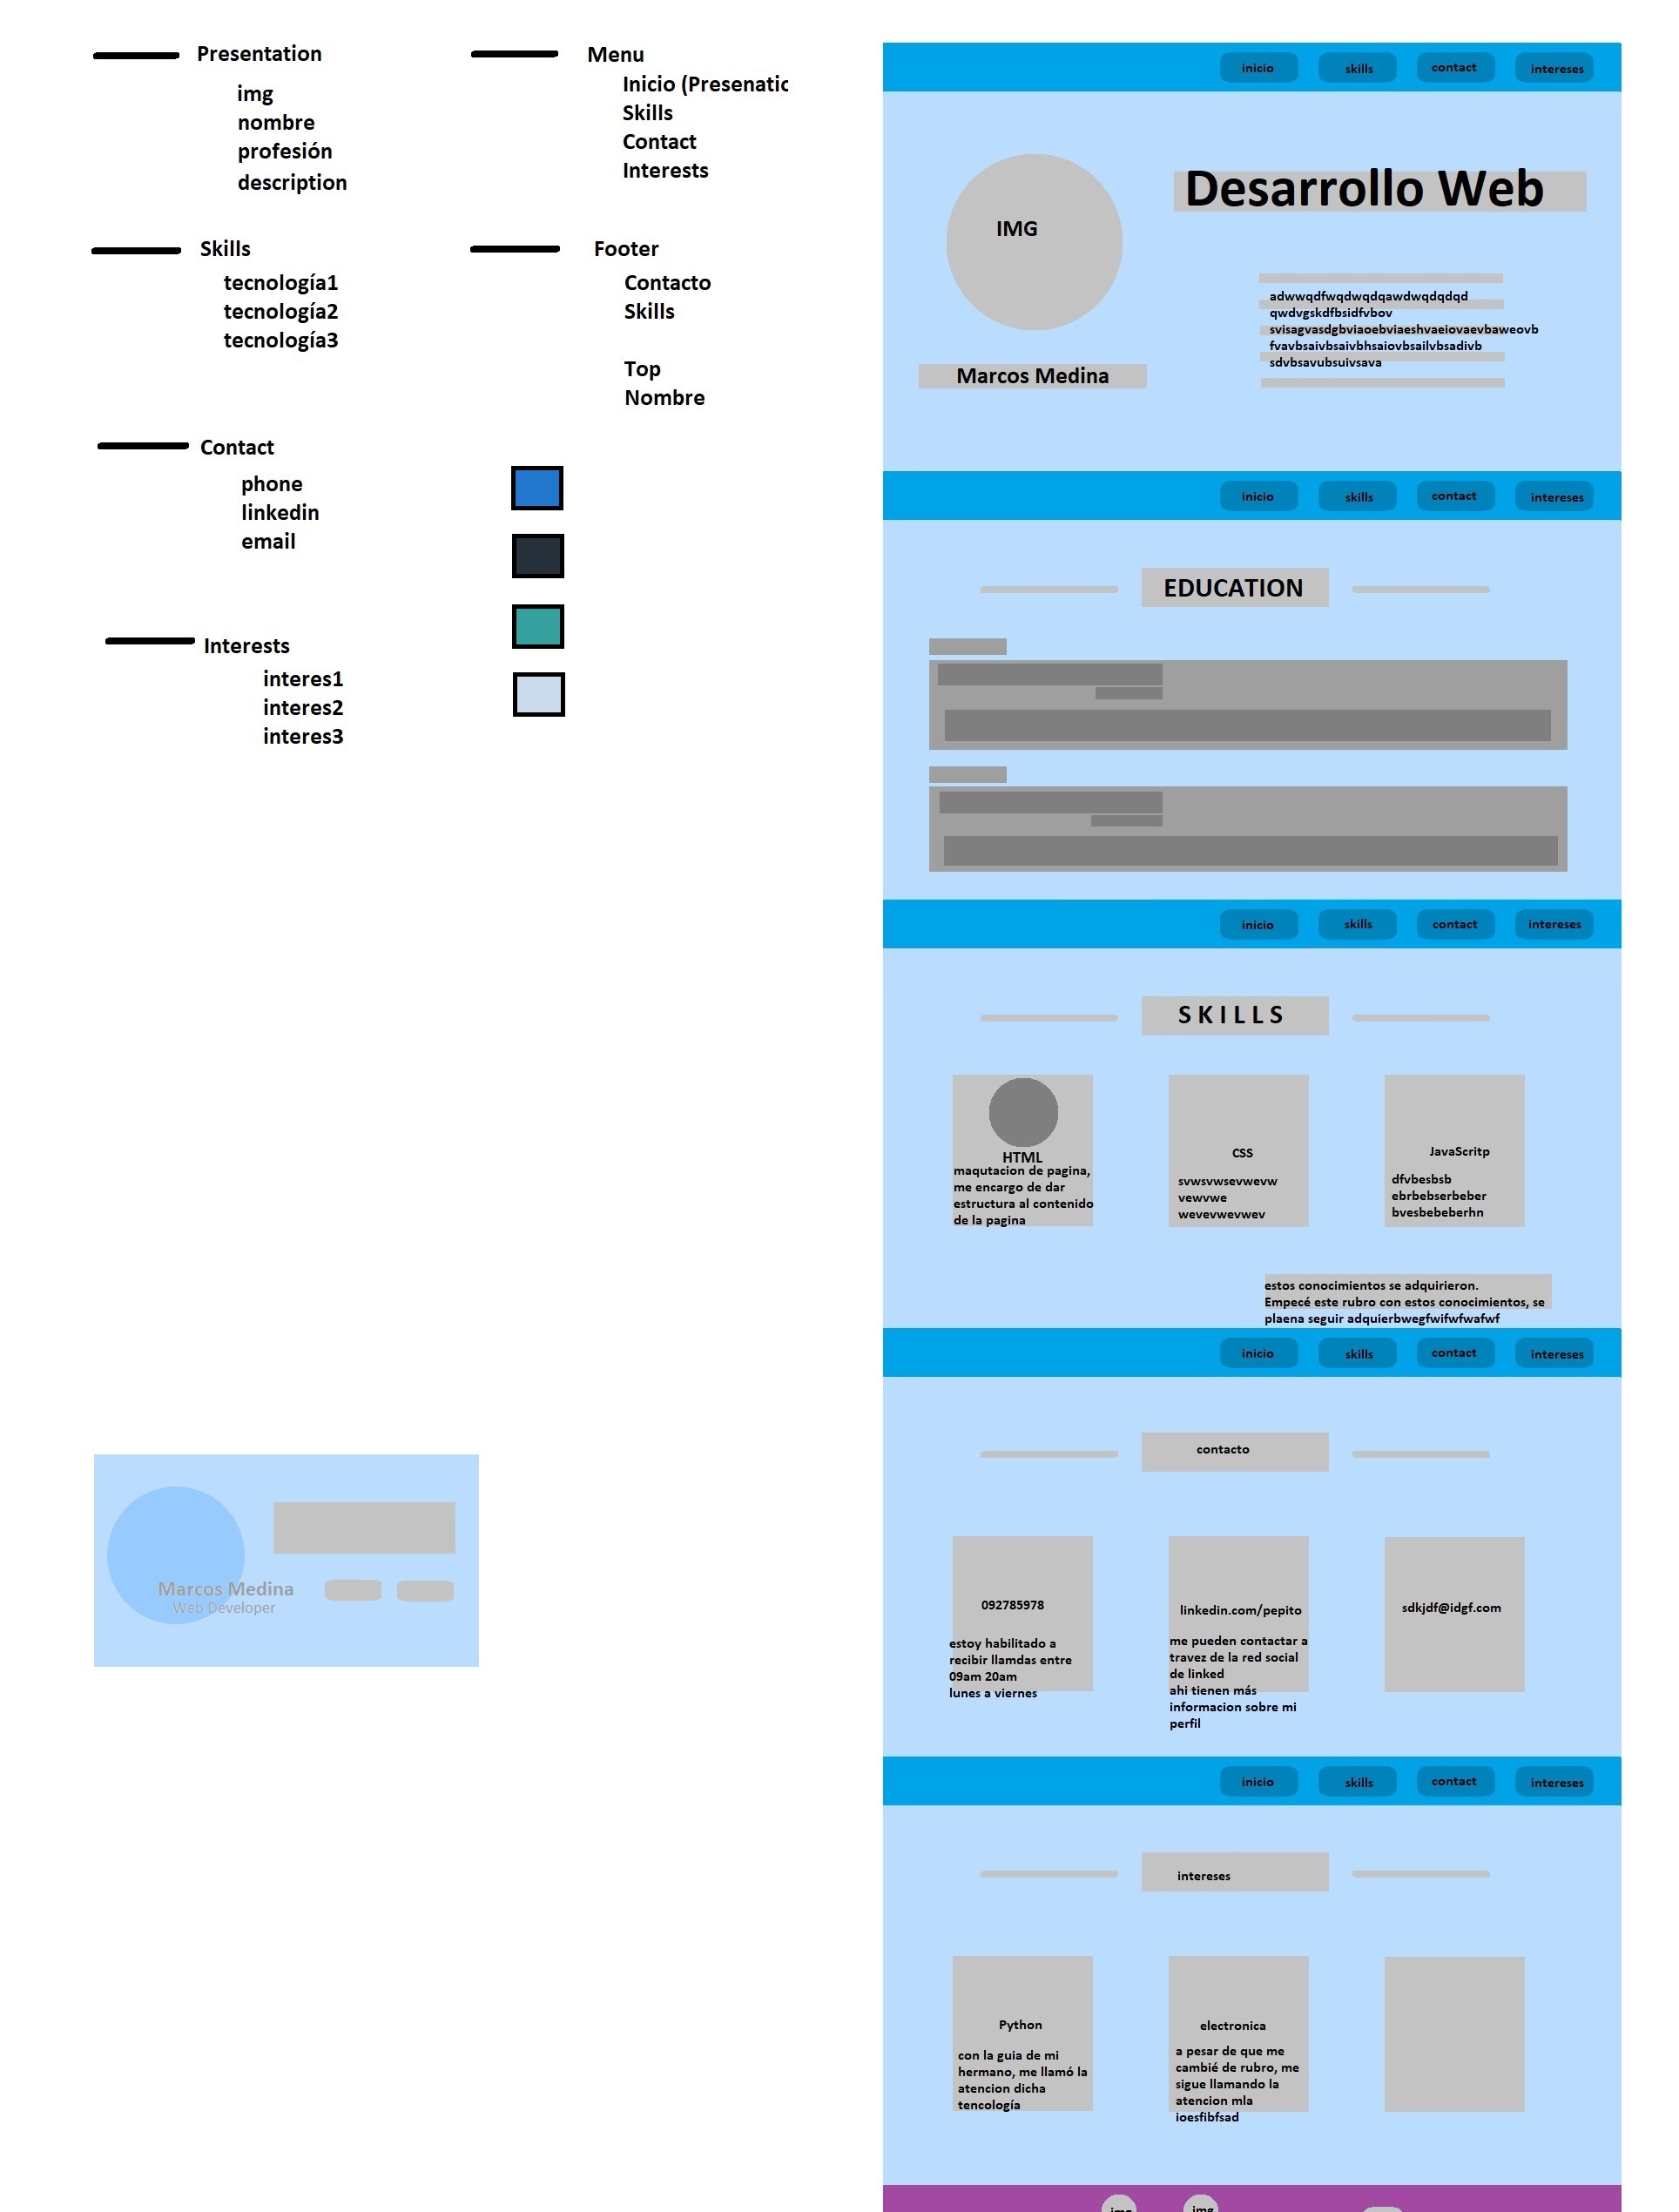 Presentation
img
nombre
profesión
description
Skills
tecnología1
tecnología2
tecnología3
Contact
phone
linkedin
email
Interests
interes1
interes2
interes3
Menu
Inicio (Presenatic
Skills
Contact
Interests
Footer
Contacto
Skills
Top
Nombre
Marcos Medina
Web Developer
inicio skills contact intereses
IMG
Marcos Medina
Desarrollo Web
adwwqdfwqdwqdqawdwqdqdqd
qwdvgskdfbsidfvbov
svisagvasdgbviaoebviaeshvaeiovaevbaweovb
fvavbsaivbsaivbhsaiovbsailvbsadivb
sdvbsavubsuivsava
inicio skills contact intereses
EDUCATION
inicio skills contact intereses
S K I L L S
HTML
maqutacion de pagina,
me encargo de dar
estructura al contenido
de la pagina
CSS
svwsvwsevwevw
vewvwe
wevevwevwev
JavaScritp
dfvbesbsb
ebrbebserbeber
bvesbebeberhn
estos conocimientos se adquirieron.
Empecé este rubro con estos conocimientos, se
plaena seguir adquierbwegfwifwfwafwf
inicio skills contact intereses
contacto
092785978
estoy habilitado a
recibir llamdas entre
09am 20am
lunes a viernes
linkedin.com/pepito
me pueden contactar a
travez de la red social
de linked
ahi tienen más
informacion sobre mi
perfil
sdkjdf@idgf.com
inicio skills contact intereses
intereses
Python
con la guia de mi
hermano, me llamó la
atencion dicha
tencología
electronica
a pesar de que me
cambié de rubro, me
sigue llamando la
atencion mla
ioesfibfsad
img img